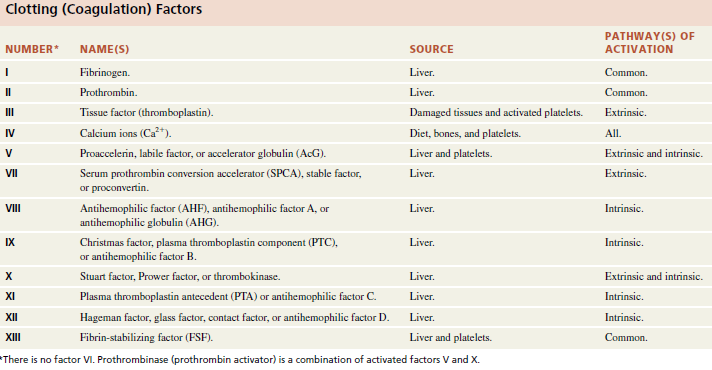 Clotting (Coagulation) Factors
PATHWAY(S) OF
NUMBER* NAME(S) SOURCE ACTIVATION
I Fibrinogen. Liver. Common.
II Prothrombin. Liver. Common.
III Tissue factor (thromboplastin). Damaged tissues and activated platelets. Extrinsic.
IV Calcium ions (Ca²⁺). Diet, bones, and platelets. All.
V Proaccelerin, labile factor, or accelerator globulin (AcG). Liver and platelets. Extrinsic and intrinsic.
VII Serum prothrombin conversion accelerator (SPCA), stable factor, Liver. Extrinsic.
or proconvertin.
VIII Antihemophilic factor (AHF), antihemophilic factor A, or Liver. Intrinsic.
antihemophilic globulin (AHG).
IX Christmas factor, plasma thromboplastin component (PTC), Liver. Intrinsic.
or antihemophilic factor B.
X Stuart factor, Prower factor, or thrombokinase. Liver. Extrinsic and intrinsic.
XI Plasma thromboplastin antecedent (PTA) or antihemophilic factor C. Liver. Intrinsic.
XII Hageman factor, glass factor, contact factor, or antihemophilic factor D. Liver. Intrinsic.
XIII Fibrin-stabilizing factor (FSF). Liver and platelets. Common.
*There is no factor VI. Prothrombinase (prothrombin activator) is a combination of activated factors V and X.